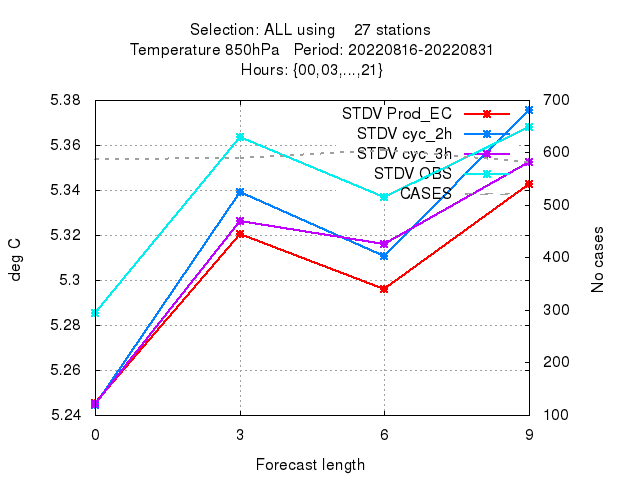 Selection: ALL using    27 stations
Temperature 850hPa   Period: 20220816-20220831
Hours: {00,03,...,21}
5.38
5.36
5.34
5.32
5.3
5.28
5.26
5.24
deg C
700
600
500
400
300
200
100
No cases
STDV Prod_EC
STDV cyc_2h
STDV cyc_3h
STDV OBS
CASES
0 3 6 9
Forecast length